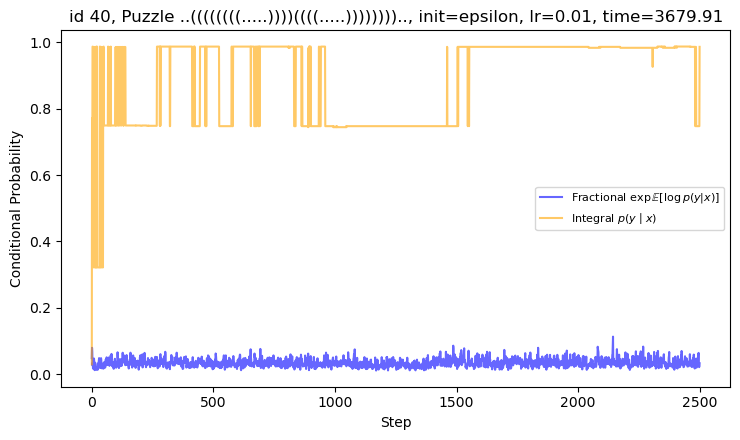 id 40, Puzzle ..((((((((.....))))((((.....)))))))).., init=epsilon, lr=0.01, time=3679.91
1.0
0.8
0.6
0.4
0.2
0.0
Conditional Probability
Fractional exp𝔼[log p(y|x)]
Integral p(y | x)
0
500
1000
1500
2000
2500
Step